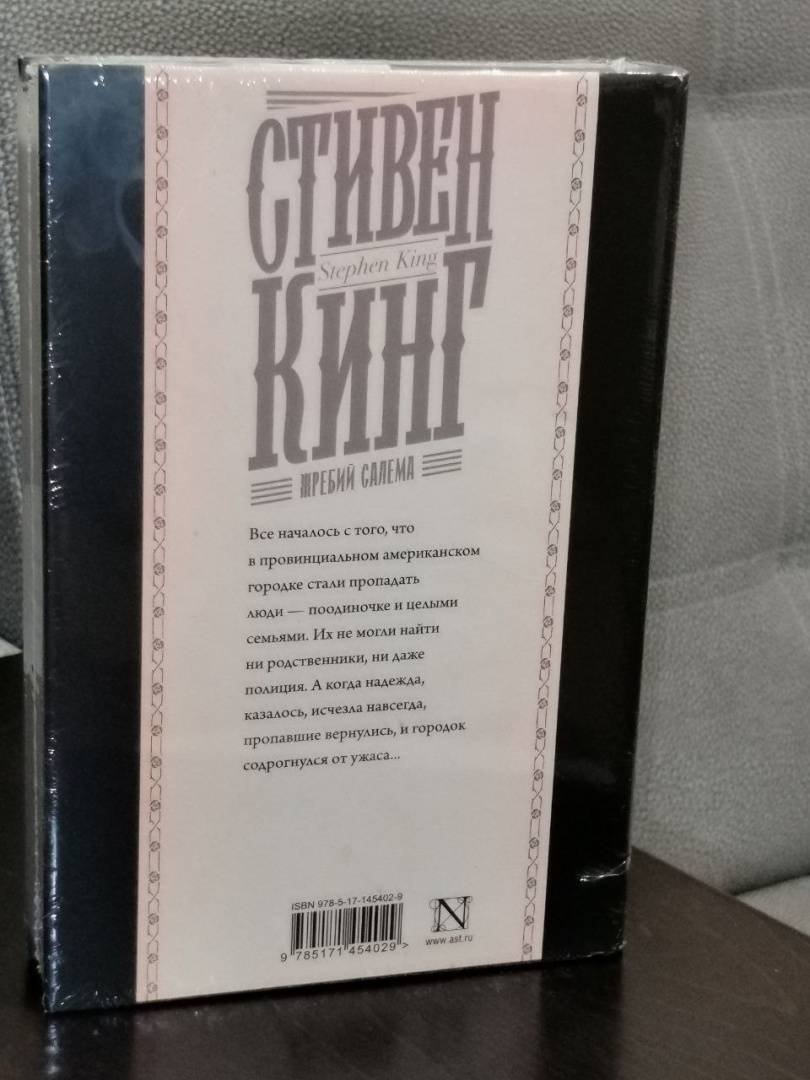 СТИВЕН
Stephen King
КИНГ
ЖРЕБИЙ САЛЕМА
Все началось с того, что
в провинциальном американском
городке стали пропадать
люди — поодиночке и целыми
семьями. Их не могли найти
ни родственники, ни даже
полиция. А когда надежда,
казалось, исчезла навсегда,
пропавшие вернулись, и городок
содрогнулся от ужаса...
ISBN 978-5-17-145402-9
9 785171 454029 >
N
www.ast.ru